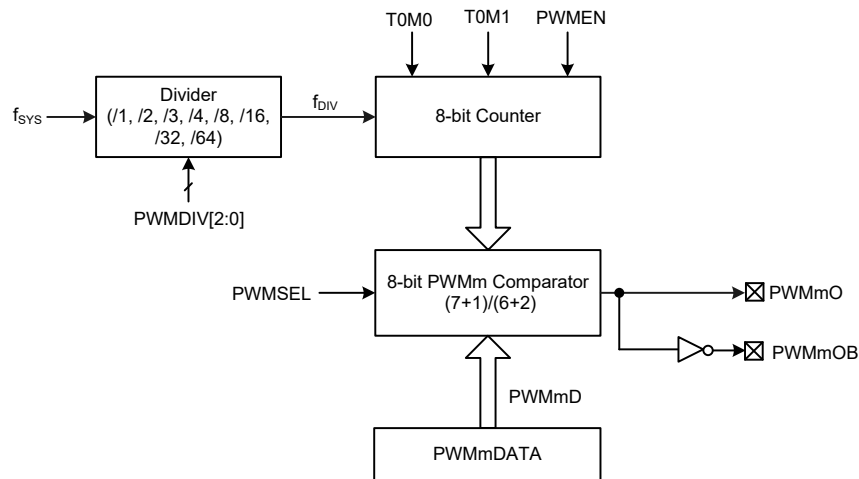 T0M0
T0M1
PWMEN
Divider
(/1, /2, /3, /4, /8, /16,
/32, /64)
fSYS
fDIV
8-bit Counter
PWMDIV[2:0]
PWMSEL
8-bit PWMm Comparator
(7+1)/(6+2)
PWMmO
PWMmOB
PWMmD
PWMmDATA